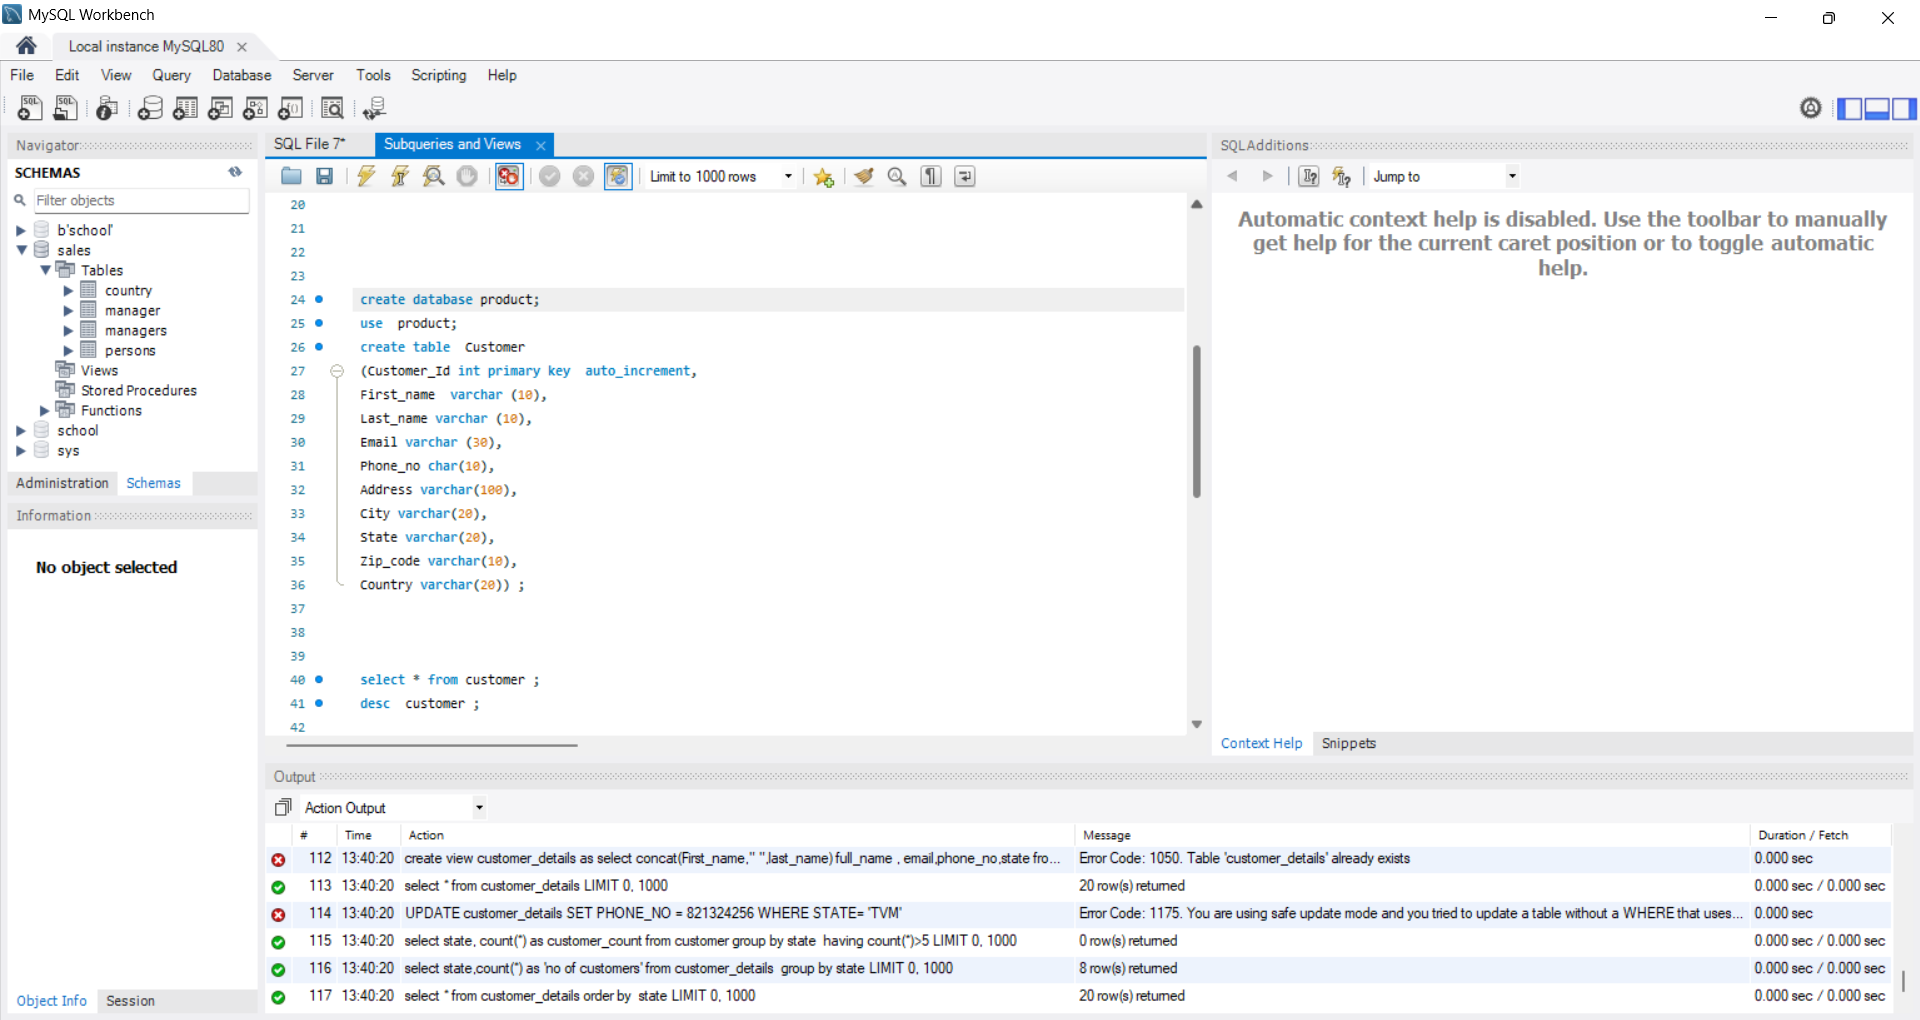 MySQL Workbench
Local instance MySQL80
File Edit View Query Database Server Tools Scripting Help
Navigator
SCHEMAS
Filter objects
b'school'
sales
Tables
country
manager
managers
persons
Views
Stored Procedures
Functions
school
sys
Administration Schemas
Information
No object selected
Object Info Session
SQL File 7* Subqueries and Views
Limit to 1000 rows
20
21
22
23
24 create database product;
25 use product;
26 create table Customer
27 (Customer_Id int primary key auto_increment,
28 First_name varchar (10),
29 Last_name varchar (10),
30 Email varchar (30),
31 Phone_no char(10),
32 Address varchar(100),
33 City varchar(20),
34 State varchar(20),
35 Zip_code varchar(10),
36 Country varchar(20)) ;
37
38
39
40 select * from customer ;
41 desc customer ;
42
SQLAdditions
Jump to
Automatic context help is disabled. Use the toolbar to manually
get help for the current caret position or to toggle automatic
help.
Context Help Snippets
Output
Action Output
# Time Action Message Duration / Fetch
112 13:40:20 create view customer_details as select concat(First_name," ",last_name) full_name , email,phone_no,state fro... Error Code: 1050. Table 'customer_details' already exists 0.000 sec
113 13:40:20 select * from customer_details LIMIT 0, 1000 20 row(s) returned 0.000 sec / 0.000 sec
114 13:40:20 UPDATE customer_details SET PHONE_NO = 821324256 WHERE STATE= 'TVM' Error Code: 1175. You are using safe update mode and you tried to update a table without a WHERE that uses... 0.000 sec
115 13:40:20 select state, count(*) as customer_count from customer group by state having count(*)>5 LIMIT 0, 1000 0 row(s) returned 0.000 sec / 0.000 sec
116 13:40:20 select state,count(*) as 'no of customers' from customer_details group by state LIMIT 0, 1000 8 row(s) returned 0.000 sec / 0.000 sec
117 13:40:20 select * from customer_details order by state LIMIT 0, 1000 20 row(s) returned 0.000 sec / 0.000 sec